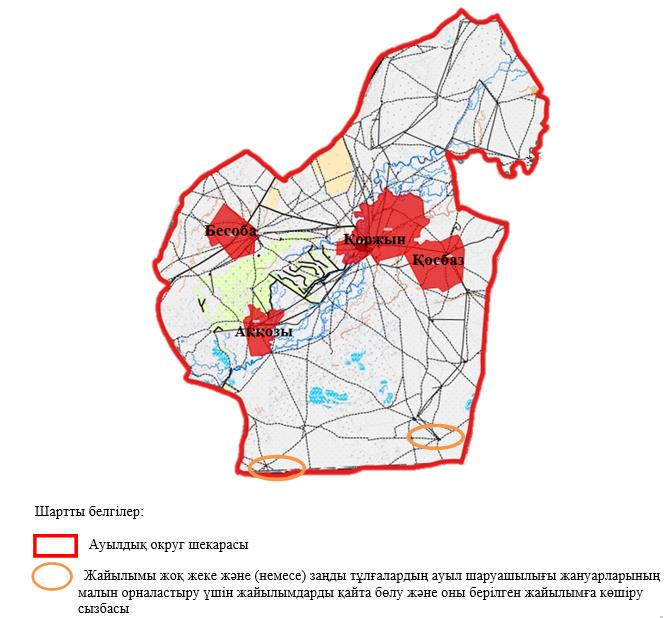 Бесоба
Қоржын
Қосбаз
Аққозы
Шартты белгілер:
Ауылдық округ шекарасы
Жайылымы жоқ жеке және (немесе) заңды тұлғалардың ауыл шаруашылығы жануарларының
малын орналастыру үшін жайылымдарды қайта бөлу және оны берілген жайылымға көшіру
сызбасы